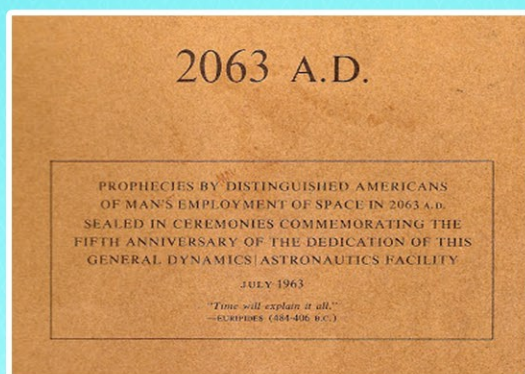 2063 A.D.
PROPHECIES BY DISTINGUISHED AMERICANS
OF MAN'S EMPLOYMENT OF SPACE IN 2063 A.D.
SEALED IN CEREMONIES COMMEMORATING THE
FIFTH ANNIVERSARY OF THE DEDICATION OF THIS
GENERAL DYNAMICS|ASTRONAUTICS FACILITY
JULY 1963
"Time will explain it all."
—EURIPIDES (484-406 B.C.)